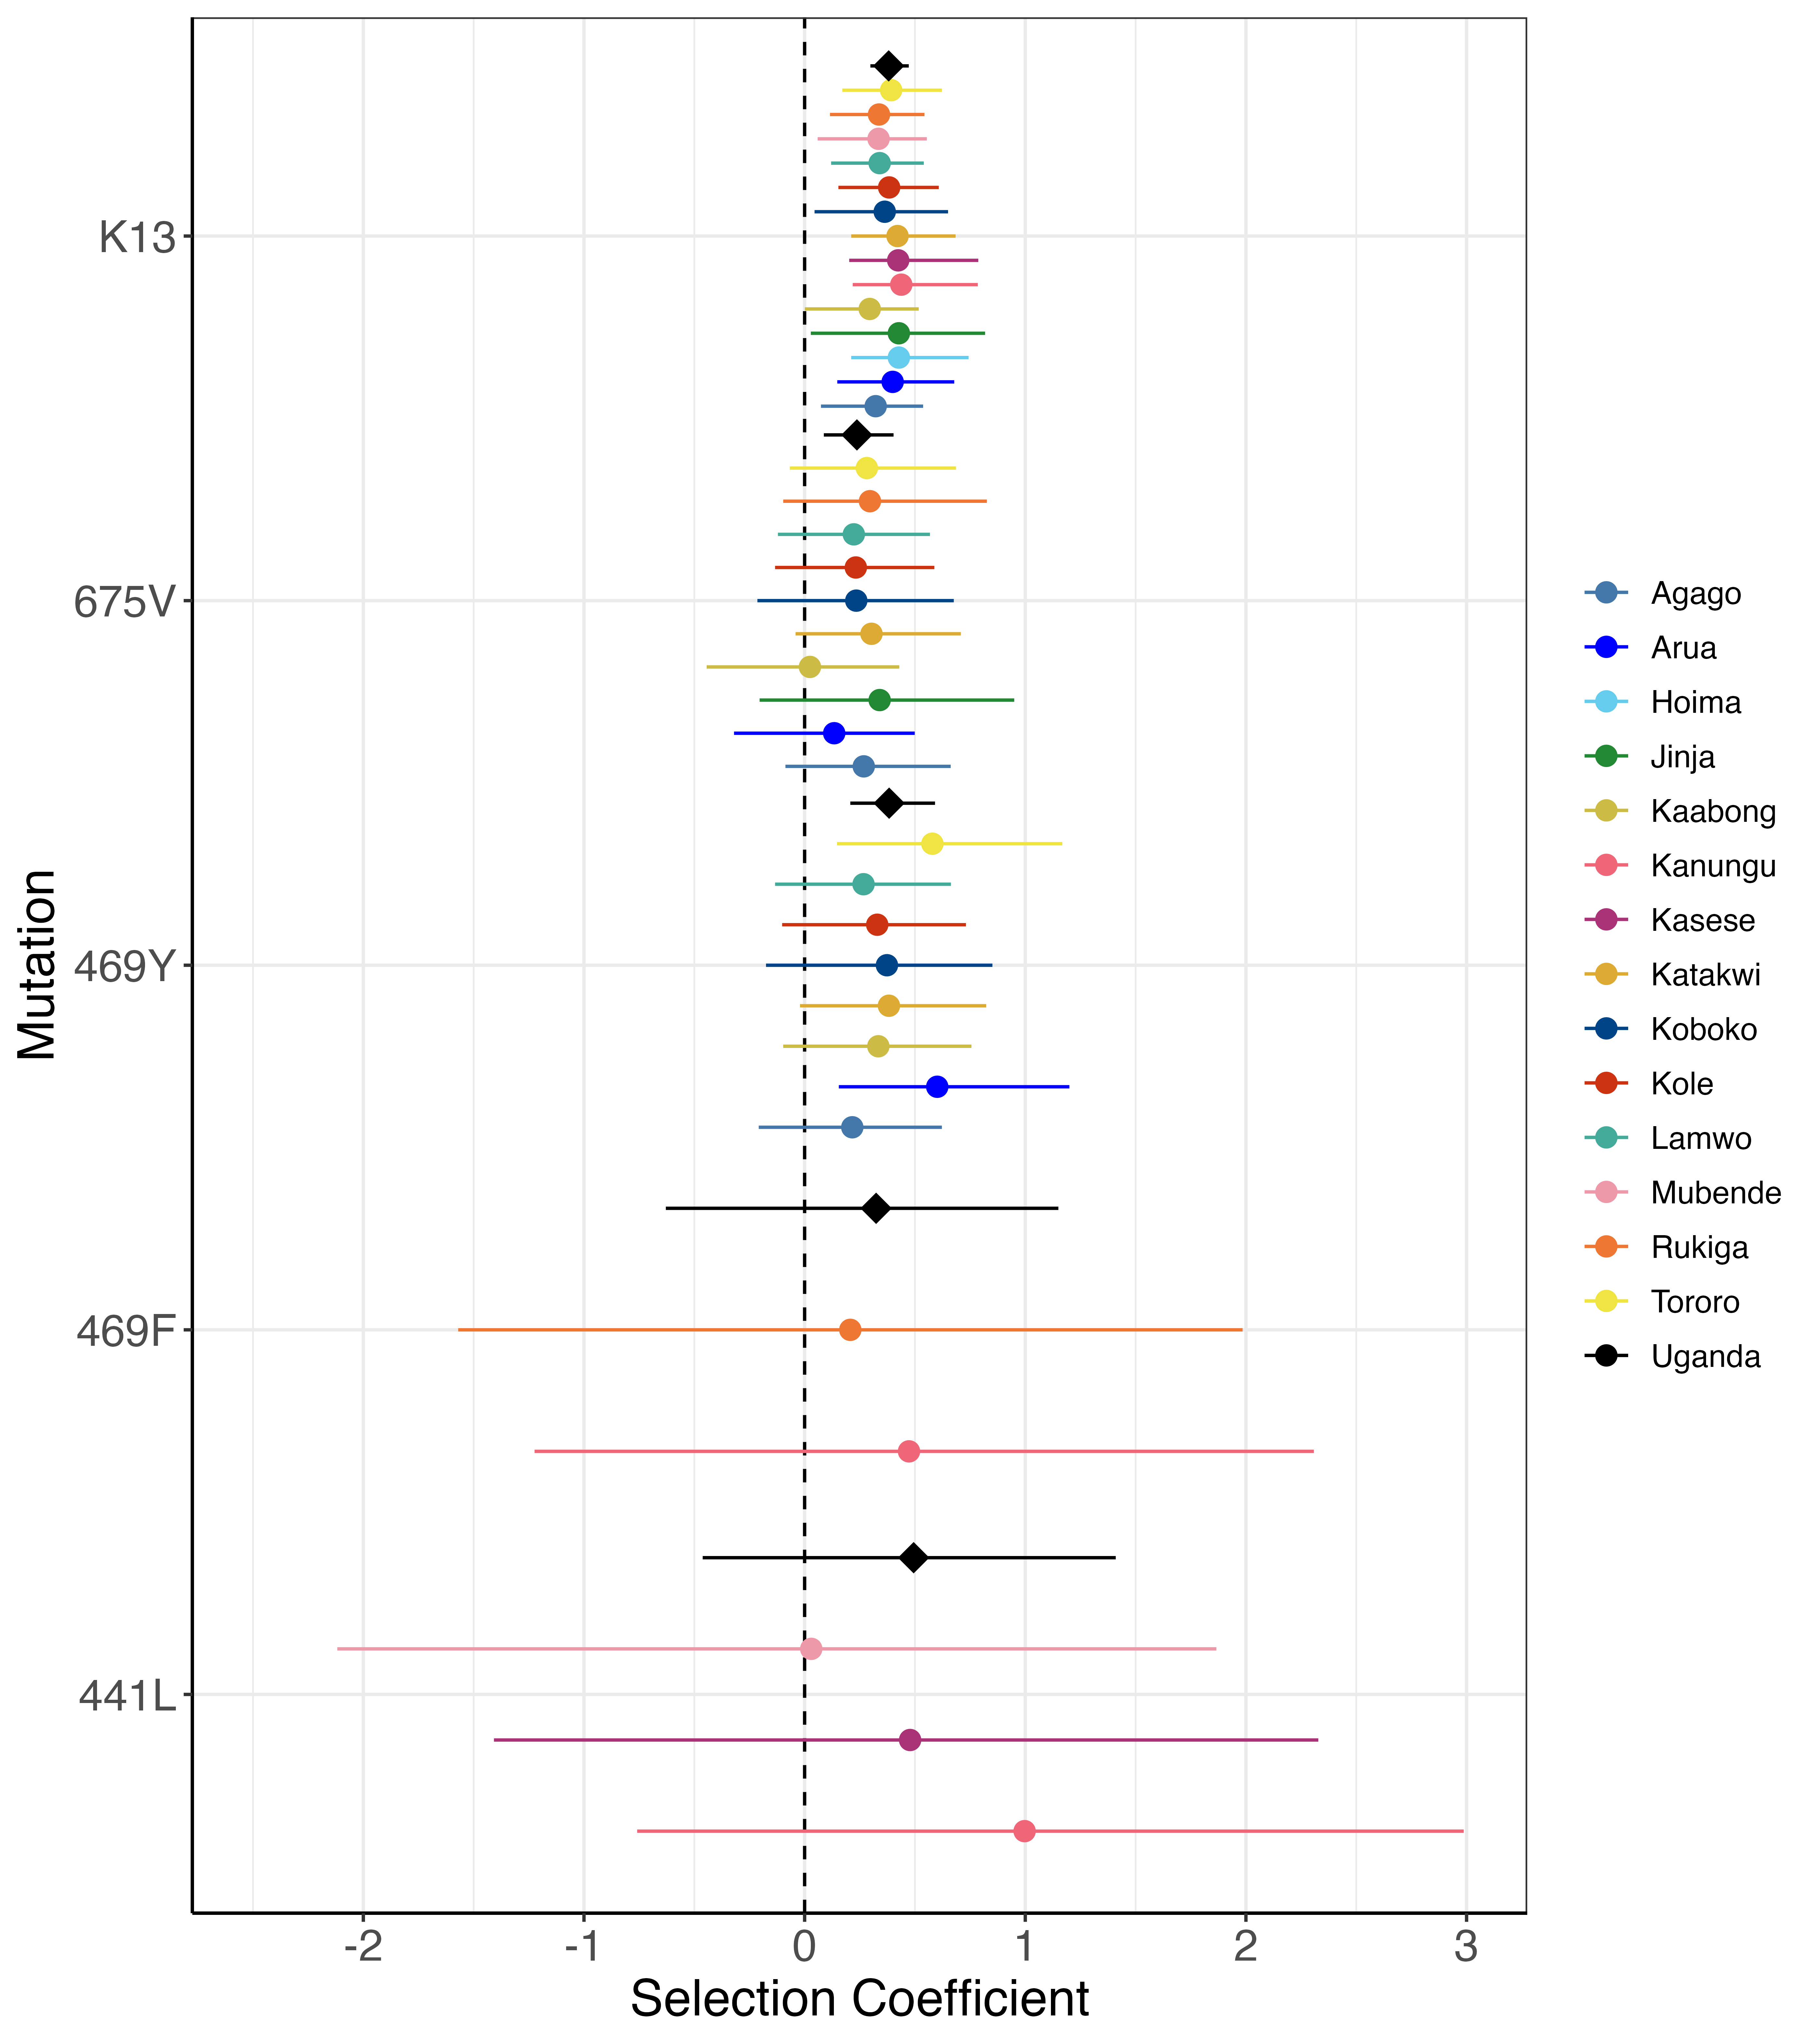 K13
675V
469Y
469F
441L
Mutation
-2 -1 0 1 2 3
Selection Coefficient
Agago
Arua
Hoima
Jinja
Kaabong
Kanungu
Kasese
Katakwi
Koboko
Kole
Lamwo
Mubende
Rukiga
Tororo
Uganda